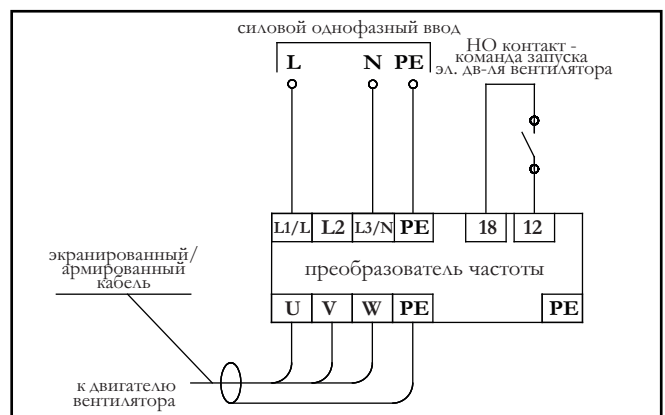 силовой однофазный ввод
L N PE
НО контакт -
команда запуска
эл. дв-ля вентилятора
L1/L L2 L3/N PE 18 12
преобразователь частоты
U V W PE PE
экранированный/
армированный
кабель
к двигателю
вентилятора